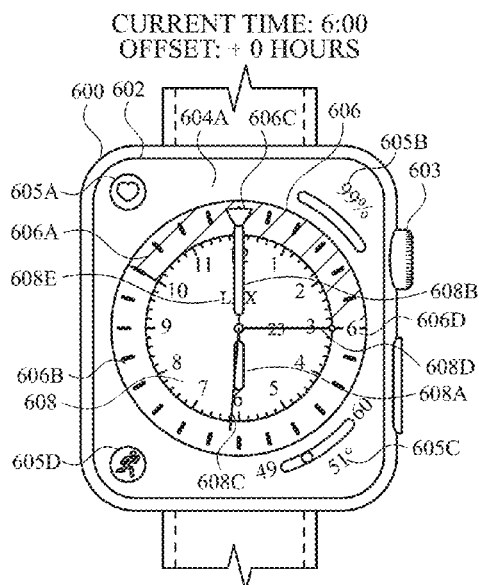 CURRENT TIME: 6:00
OFFSET: + 0 HOURS
600 602 604A 606C 606 605B
605A 99% 603
606A
11 1
608E 10 2 608B
L X
606D
9 23 3 6
608D
606B 8 4
608 608A
7 5
6
60
605D 49 51° 605C
608C